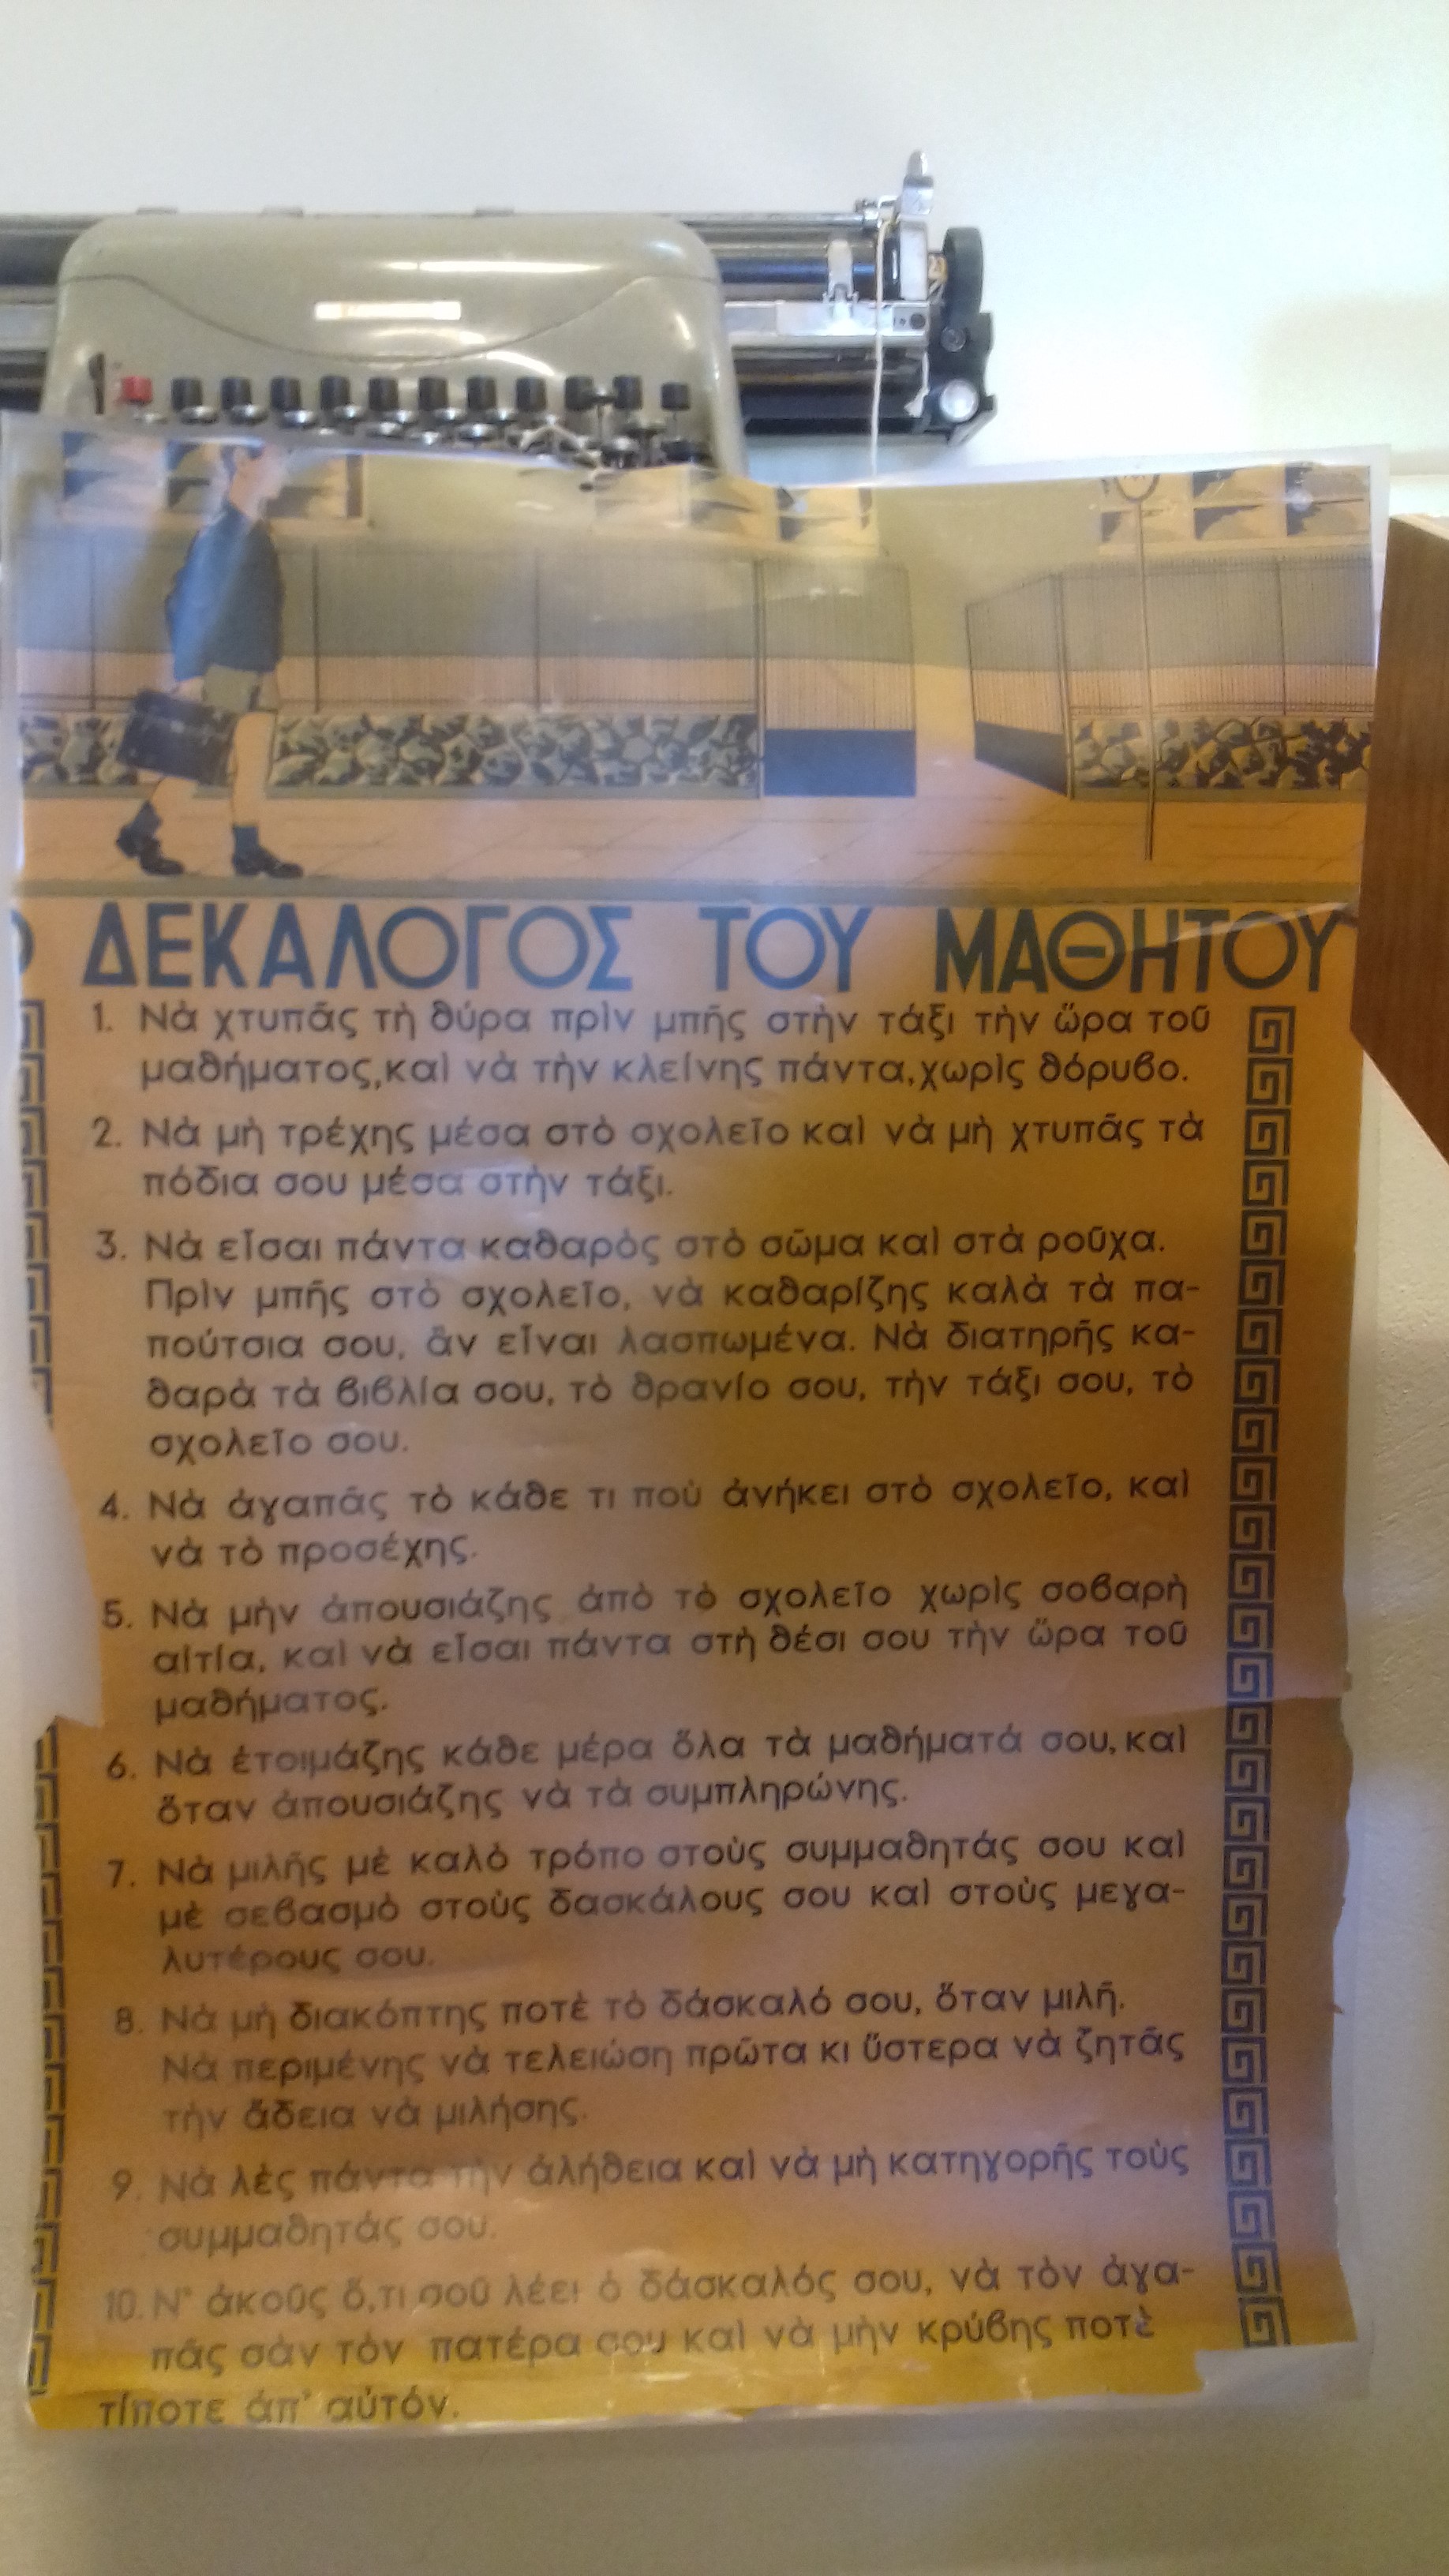 Ο ΔΕΚΑΛΟΓΟΣ ΤΟΥ ΜΑΘΗΤΟΥ
1. Νὰ χτυπᾶς τὴ θύρα πρὶν μπῆς στὴν τάξι τὴν ὥρα τοῦ
μαθήματος,καὶ νὰ τὴν κλείνης πάντα,χωρὶς θόρυβο.
2. Νὰ μὴ τρέχης μέσα στὸ σχολεῖο καὶ νὰ μὴ χτυπᾶς τὰ
πόδια σου μέσα στὴν τάξι.
3. Νὰ εἶσαι πάντα καθαρὸς στὸ σῶμα καὶ στὰ ροῦχα.
Πρὶν μπῆς στὸ σχολεῖο, νὰ καθαρίζης καλὰ τὰ πα-
πούτσια σου, ἂν εἶναι λασπωμένα. Νὰ διατηρῆς κα-
θαρὰ τὰ βιβλία σου, τὸ θρανίο σου, τὴν τάξι σου, τὸ
σχολεῖο σου.
4. Νὰ ἀγαπᾶς τὸ κάθε τι ποὺ ἀνήκει στὸ σχολεῖο, καὶ
νὰ τὸ προσέχης.
5. Νὰ μὴν ἀπουσιάζης ἀπὸ τὸ σχολεῖο χωρὶς σοβαρὴ
αἰτία, καὶ νὰ εἶσαι πάντα στὴ θέσι σου τὴν ὥρα τοῦ
μαθήματος.
6. Νὰ ἑτοιμάζης κάθε μέρα ὅλα τὰ μαθήματά σου, καὶ
ὅταν ἀπουσιάζης νὰ τὰ συμπληρώνης.
7. Νὰ μιλῆς μὲ καλὸ τρόπο στοὺς συμμαθητάς σου καὶ
μὲ σεβασμὸ στοὺς δασκάλους σου καὶ στοὺς μεγα-
λυτέρους σου.
8. Νὰ μὴ διακόπτης ποτὲ τὸ δάσκαλό σου, ὅταν μιλῆ.
Νὰ περιμένης νὰ τελειώση πρῶτα κι ὕστερα νὰ ζητᾶς
τὴν ἄδεια νὰ μιλήσης.
9. Νὰ λὲς πάντα τὴν ἀλήθεια καὶ νὰ μὴ κατηγορῆς τοὺς
συμμαθητάς σου.
10. Ν' ἀκοῦς ὅ,τι σοῦ λέει ὁ δάσκαλός σου, νὰ τὸν ἀγα-
πᾶς σὰν τὸν πατέρα σου καὶ νὰ μὴν κρύβης ποτὲ
τίποτε ἀπ' αὐτόν.